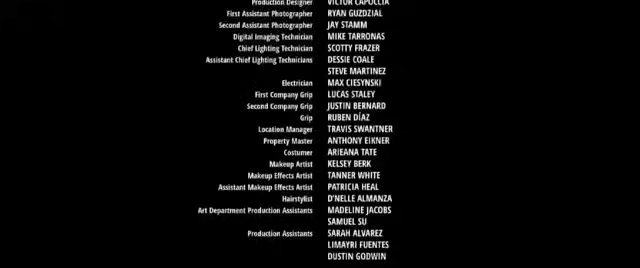 Production Designer VICTOR CAPUCCIA
First Assistant Photographer RYAN GUZDZIAL
Second Assistant Photographer JAY STAMM
Digital Imaging Technician MIKE TARRONAS
Chief Lighting Technician SCOTTY FRAZER
Assistant Chief Lighting Technicians DESSIE COALE
STEVE MARTINEZ
Electrician MAX CIESYNSKI
First Company Grip LUCAS STALEY
Second Company Grip JUSTIN BERNARD
Grip RUBEN DÍAZ
Location Manager TRAVIS SWANTNER
Property Master ANTHONY EIKNER
Costumer ARIEANA TATE
Makeup Artist KELSEY BERK
Makeup Effects Artist TANNER WHITE
Assistant Makeup Effects Artist PATRICIA HEAL
Hairstylist D'NELLE ALMANZA
Art Department Production Assistants MADELINE JACOBS
SAMUEL SU
Production Assistants SARAH ALVAREZ
LIMAYRI FUENTES
DUSTIN GODWIN